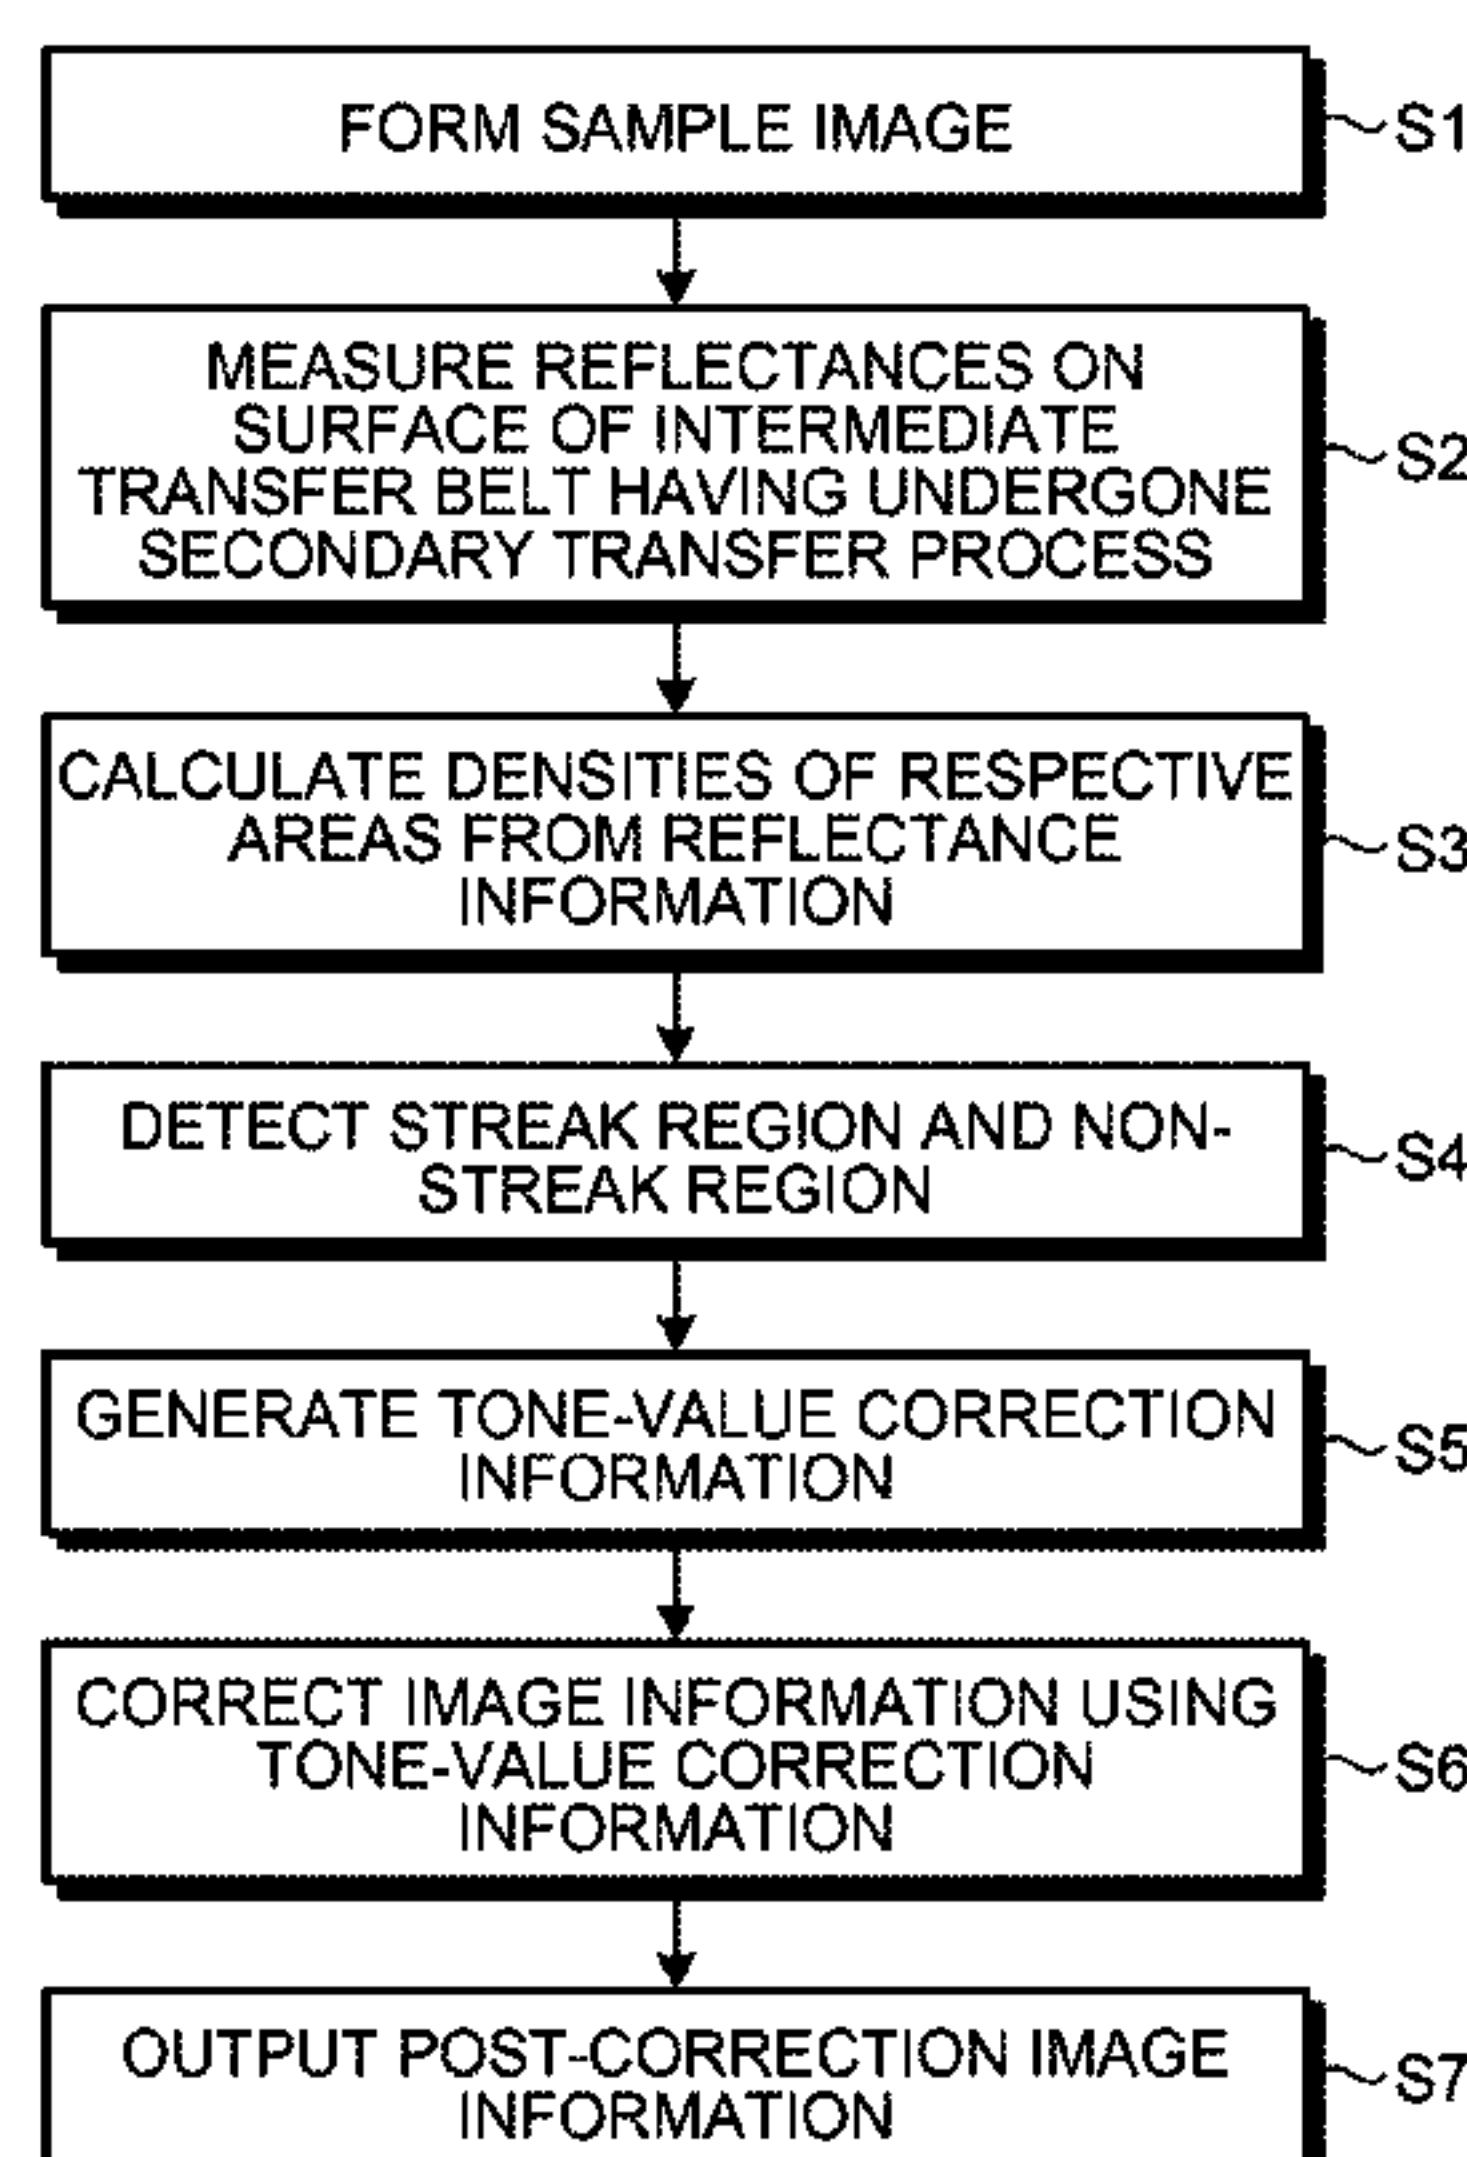 FORM SAMPLE IMAGE
S1
MEASURE REFLECTANCES ON
SURFACE OF INTERMEDIATE
TRANSFER BELT HAVING UNDERGONE
SECONDARY TRANSFER PROCESS
S2
CALCULATE DENSITIES OF RESPECTIVE
AREAS FROM REFLECTANCE
INFORMATION
S3
DETECT STREAK REGION AND NON-
STREAK REGION
S4
GENERATE TONE-VALUE CORRECTION
INFORMATION
S5
CORRECT IMAGE INFORMATION USING
TONE-VALUE CORRECTION
INFORMATION
S6
OUTPUT POST-CORRECTION IMAGE
INFORMATION
S7